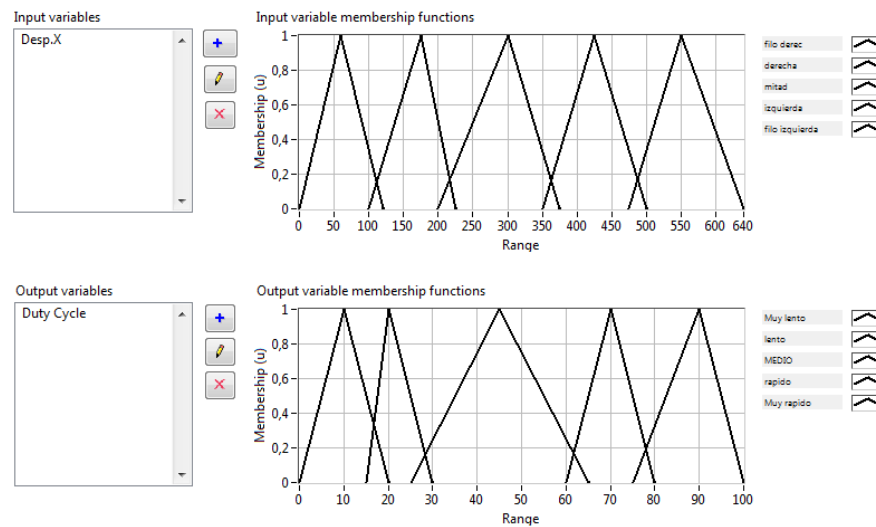 Input variables
Desp.X
Input variable membership functions
Membership (u)
1
0,8
0,6
0,4
0,2
0
0 50 100 150 200 250 300 350 400 450 500 550 600 640
Range
filo derec
derecha
mitad
izquierda
filo izquierda
Output variables
Duty Cycle
Output variable membership functions
Membership (u)
1
0,8
0,6
0,4
0,2
0
0 10 20 30 40 50 60 70 80 90 100
Range
Muy lento
lento
MEDIO
rapido
Muy rapido